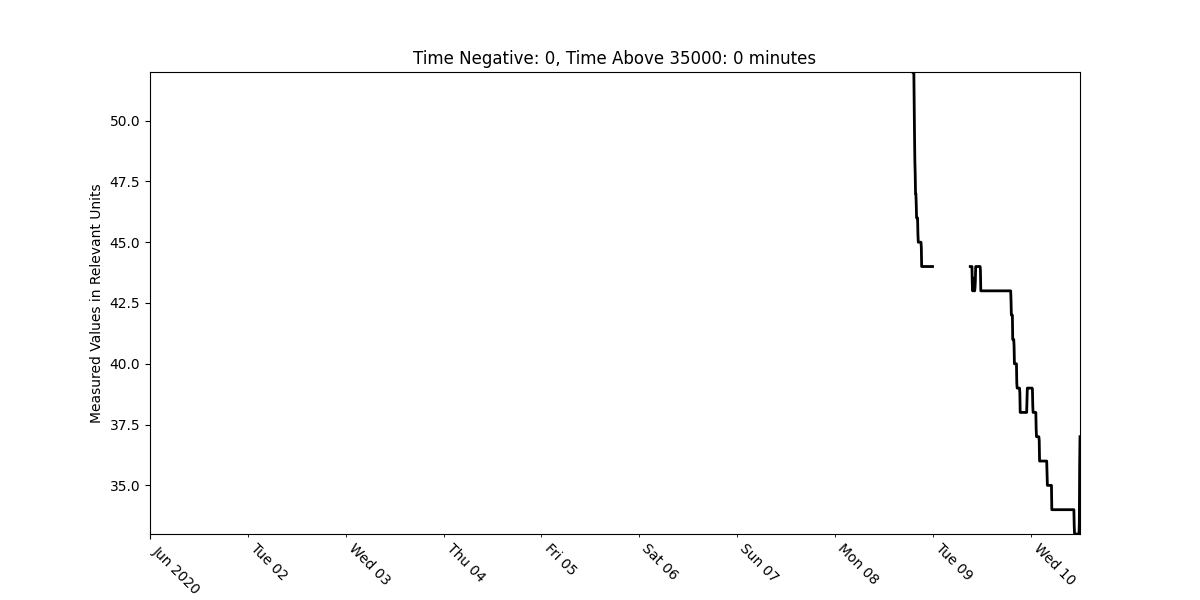 Time Negative: 0, Time Above 35000: 0 minutes
50.0
47.5
45.0
42.5
40.0
37.5
35.0
Measured Values in Relevant Units
Jun 2020
Tue 02
Wed 03
Thu 04
Fri 05
Sat 06
Sun 07
Mon 08
Tue 09
Wed 10